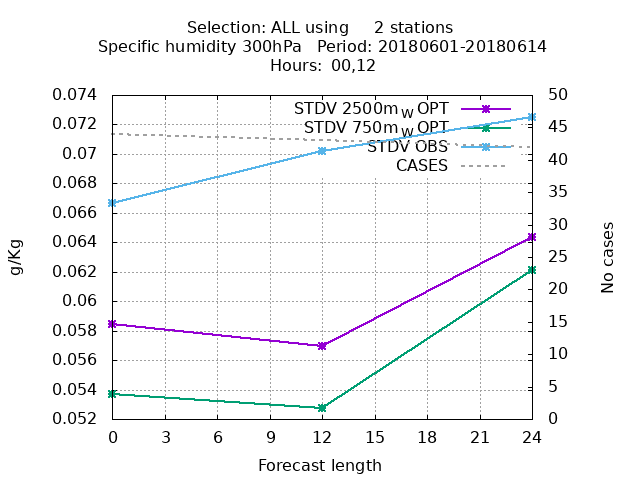 Selection: ALL using 2 stations
Specific humidity 300hPa Period: 20180601-20180614
Hours: 00,12
STDV 2500m_W OPT
STDV 750m_W OPT
STDV OBS
CASES
0.074
0.072
0.07
0.068
0.066
0.064
0.062
0.06
0.058
0.056
0.054
0.052
50
45
40
35
30
25
20
15
10
5
0
g/Kg
No cases
0 3 6 9 12 15 18 21 24
Forecast length